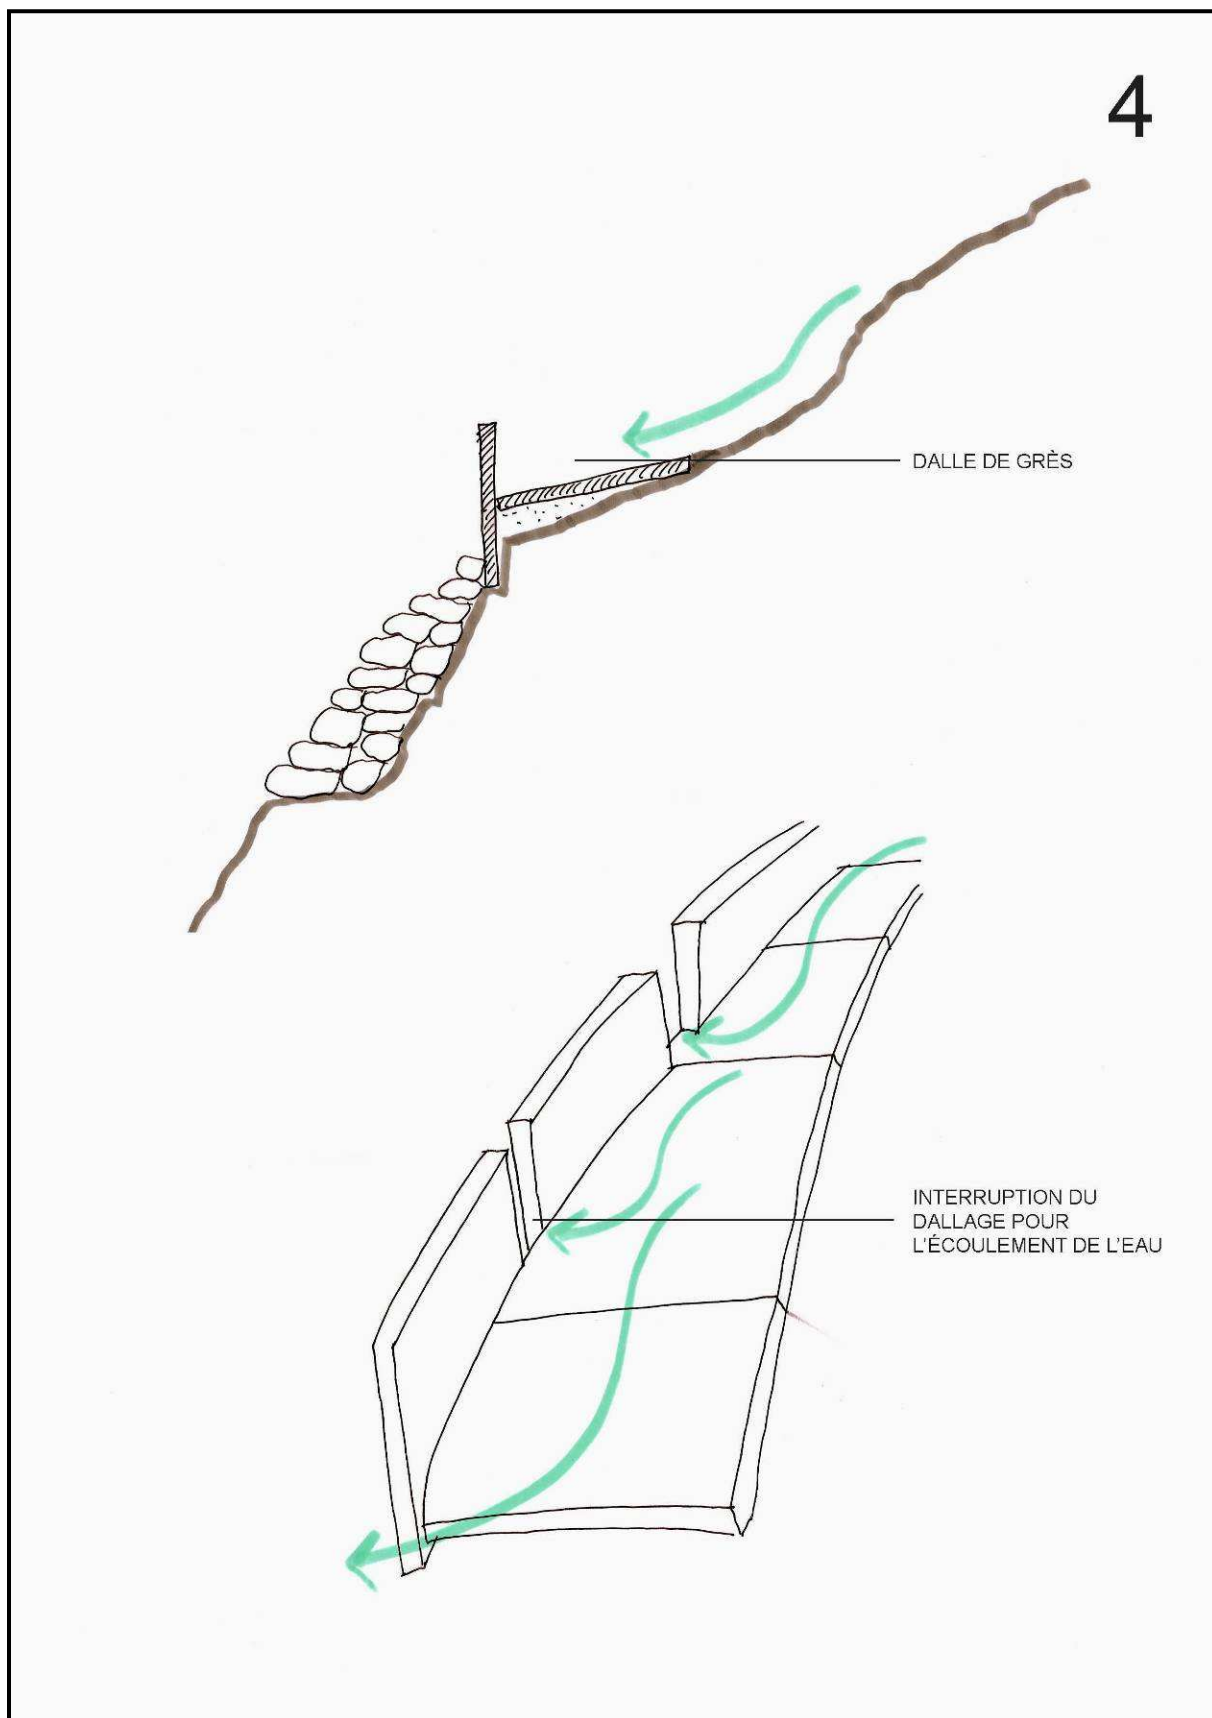 4
DALLE DE GRÈS
INTERRUPTION DU
DALLAGE POUR
L'ÉCOULEMENT DE L'EAU